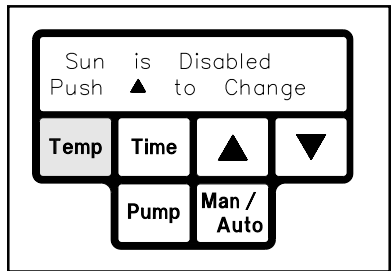 Sun is Disabled
Push ▲ to Change
Temp Time ▲ ▼
Pump Man / Auto